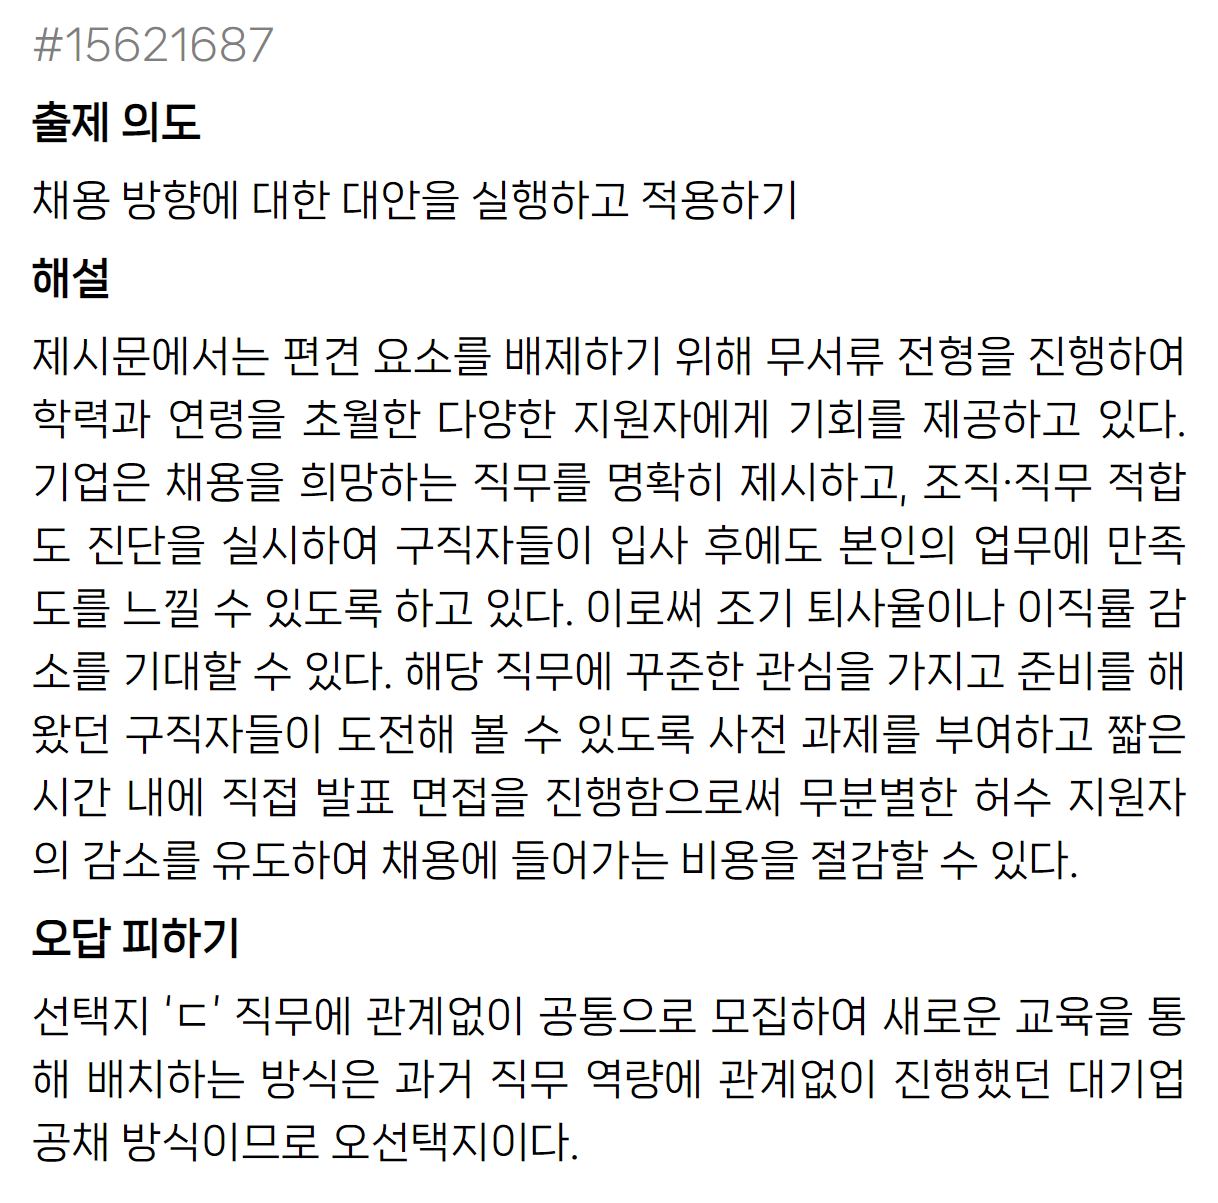 #15621687
출제 의도
채용 방향에 대한 대안을 실행하고 적용하기
해설
제시문에서는 편견 요소를 배제하기 위해 무서류 전형을 진행하여
학력과 연령을 초월한 다양한 지원자에게 기회를 제공하고 있다.
기업은 채용을 희망하는 직무를 명확히 제시하고, 조직·직무 적합
도 진단을 실시하여 구직자들이 입사 후에도 본인의 업무에 만족
도를 느낄 수 있도록 하고 있다. 이로써 조기 퇴사율이나 이직률 감
소를 기대할 수 있다. 해당 직무에 꾸준한 관심을 가지고 준비를 해
왔던 구직자들이 도전해 볼 수 있도록 사전 과제를 부여하고 짧은
시간 내에 직접 발표 면접을 진행함으로써 무분별한 허수 지원자
의 감소를 유도하여 채용에 들어가는 비용을 절감할 수 있다.
오답 피하기
선택지 ‘ㄷ’ 직무에 관계없이 공통으로 모집하여 새로운 교육을 통
해 배치하는 방식은 과거 직무 역량에 관계없이 진행했던 대기업
공채 방식이므로 오선택지이다.